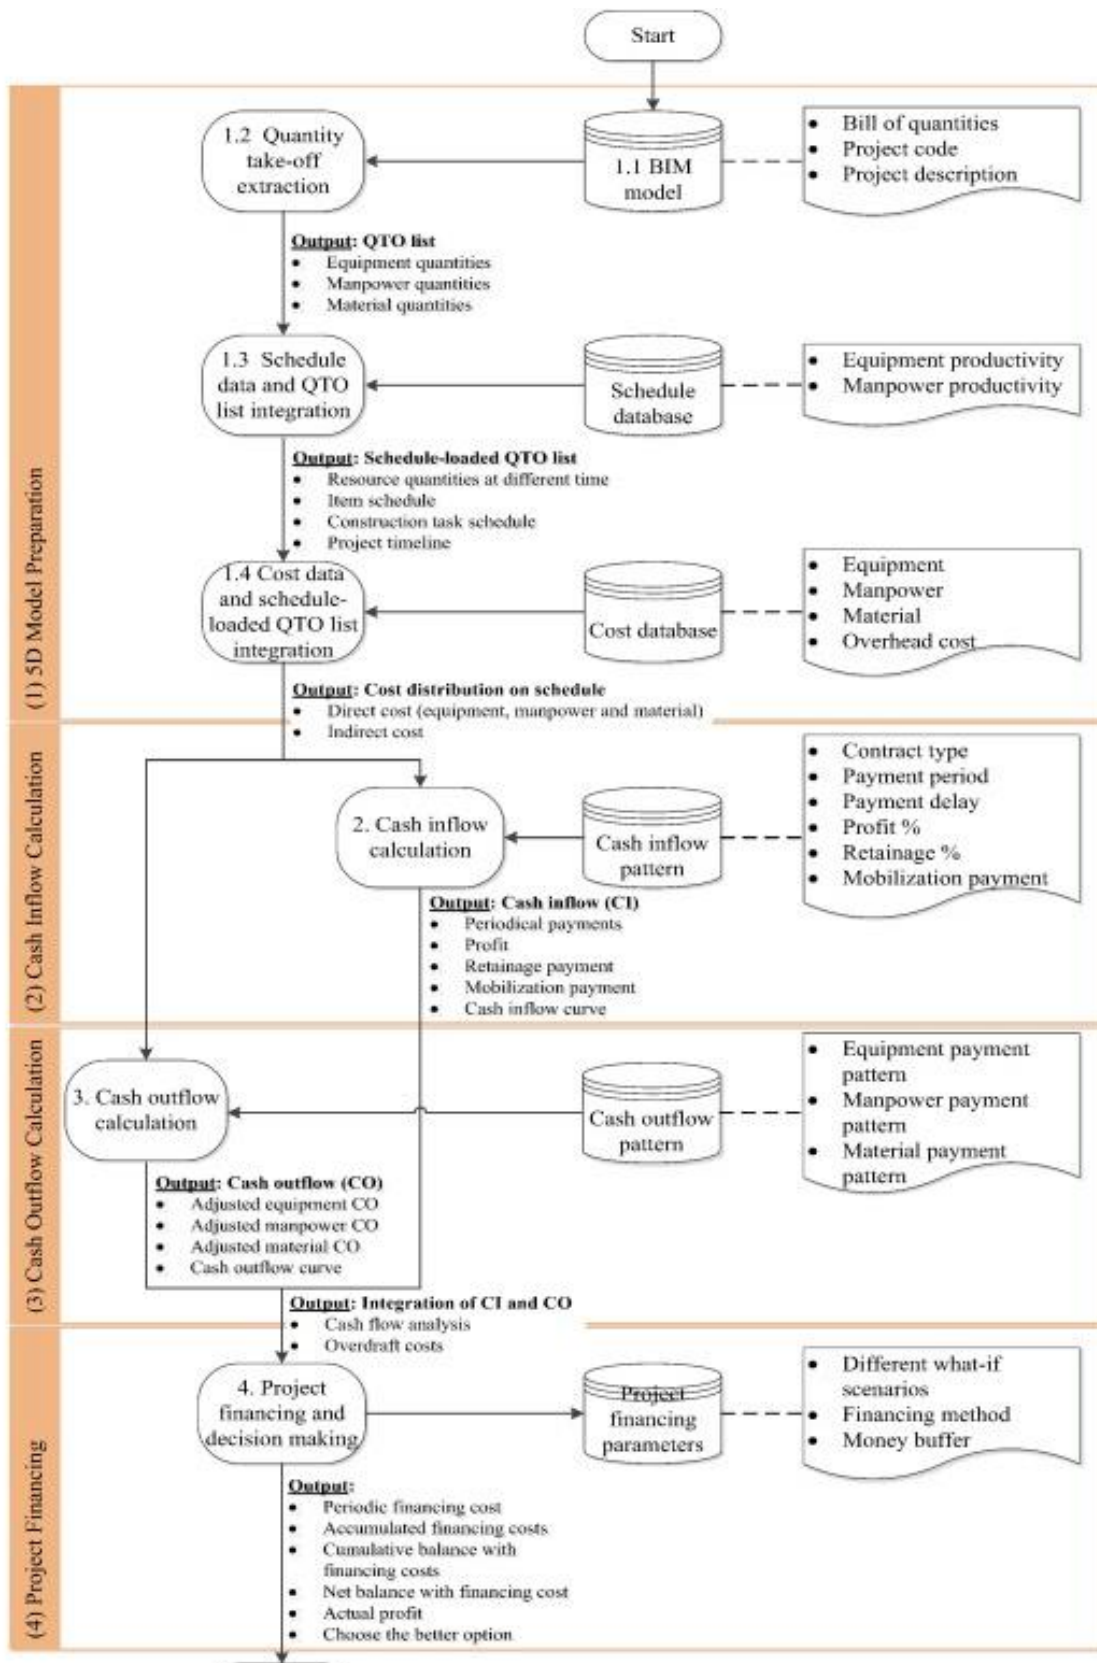 Start
(1) 5D Model Preparation
1.2 Quantity
take-off
extraction
1.1 BIM
model
• Bill of quantities
• Project code
• Project description
Output: QTO list
• Equipment quantities
• Manpower quantities
• Material quantities
1.3 Schedule
data and QTO
list integration
Schedule
database
• Equipment productivity
• Manpower productivity
Output: Schedule-loaded QTO list
• Resource quantities at different time
• Item schedule
• Construction task schedule
• Project timeline
1.4 Cost data
and schedule-
loaded QTO list
integration
Cost database
• Equipment
• Manpower
• Material
• Overhead cost
Output: Cost distribution on schedule
• Direct cost (equipment, manpower and material)
• Indirect cost
(2) Cash Inflow Calculation
2. Cash inflow
calculation
Cash inflow
pattern
• Contract type
• Payment period
• Payment delay
• Profit %
• Retainage %
• Mobilization payment
Output: Cash inflow (CI)
• Periodical payments
• Profit
• Retainage payment
• Mobilization payment
• Cash inflow curve
(3) Cash Outflow Calculation
3. Cash outflow
calculation
Cash outflow
pattern
• Equipment payment
pattern
• Manpower payment
pattern
• Material payment
pattern
Output: Cash outflow (CO)
• Adjusted equipment CO
• Adjusted manpower CO
• Adjusted material CO
• Cash outflow curve
Output: Integration of CI and CO
• Cash flow analysis
• Overdraft costs
(4) Project Financing
4. Project
financing and
decision making
Project
financing
parameters
• Different what-if
scenarios
• Financing method
• Money buffer
Output:
• Periodic financing cost
• Accumulated financing costs
• Cumulative balance with
financing costs
• Net balance with financing cost
• Actual profit
• Choose the better option